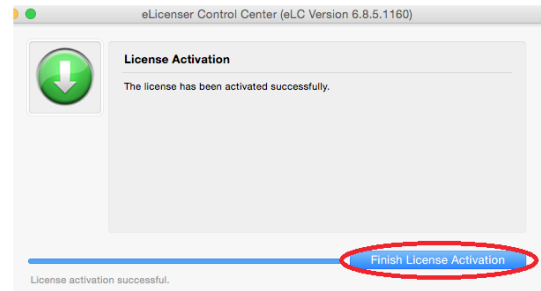 eLicenser Control Center (eLC Version 6.8.5.1160)
License Activation
The license has been activated successfully.
Finish License Activation
License activation successful.